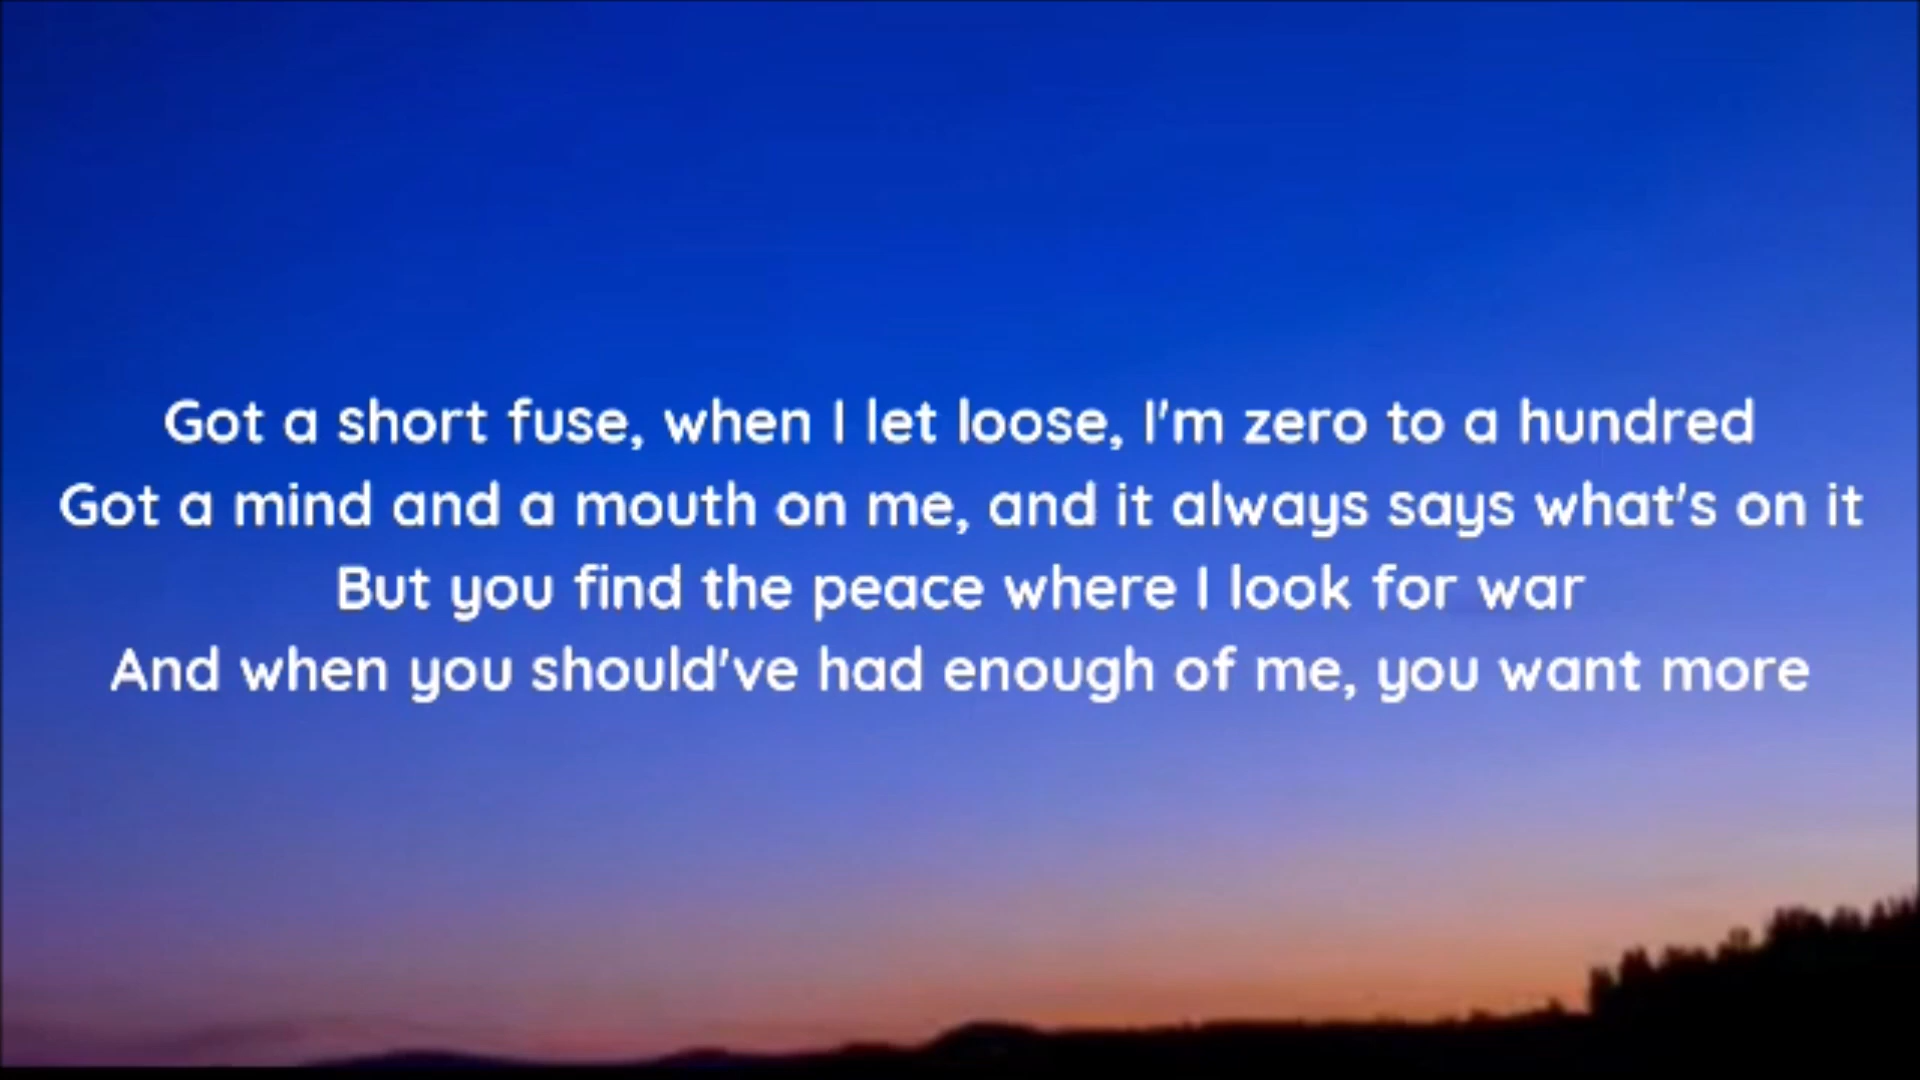 Got a short fuse, when I let loose, I'm zero to a hundred
Got a mind and a mouth on me, and it always says what's on it
But you find the peace where I look for war
And when you should've had enough of me, you want more